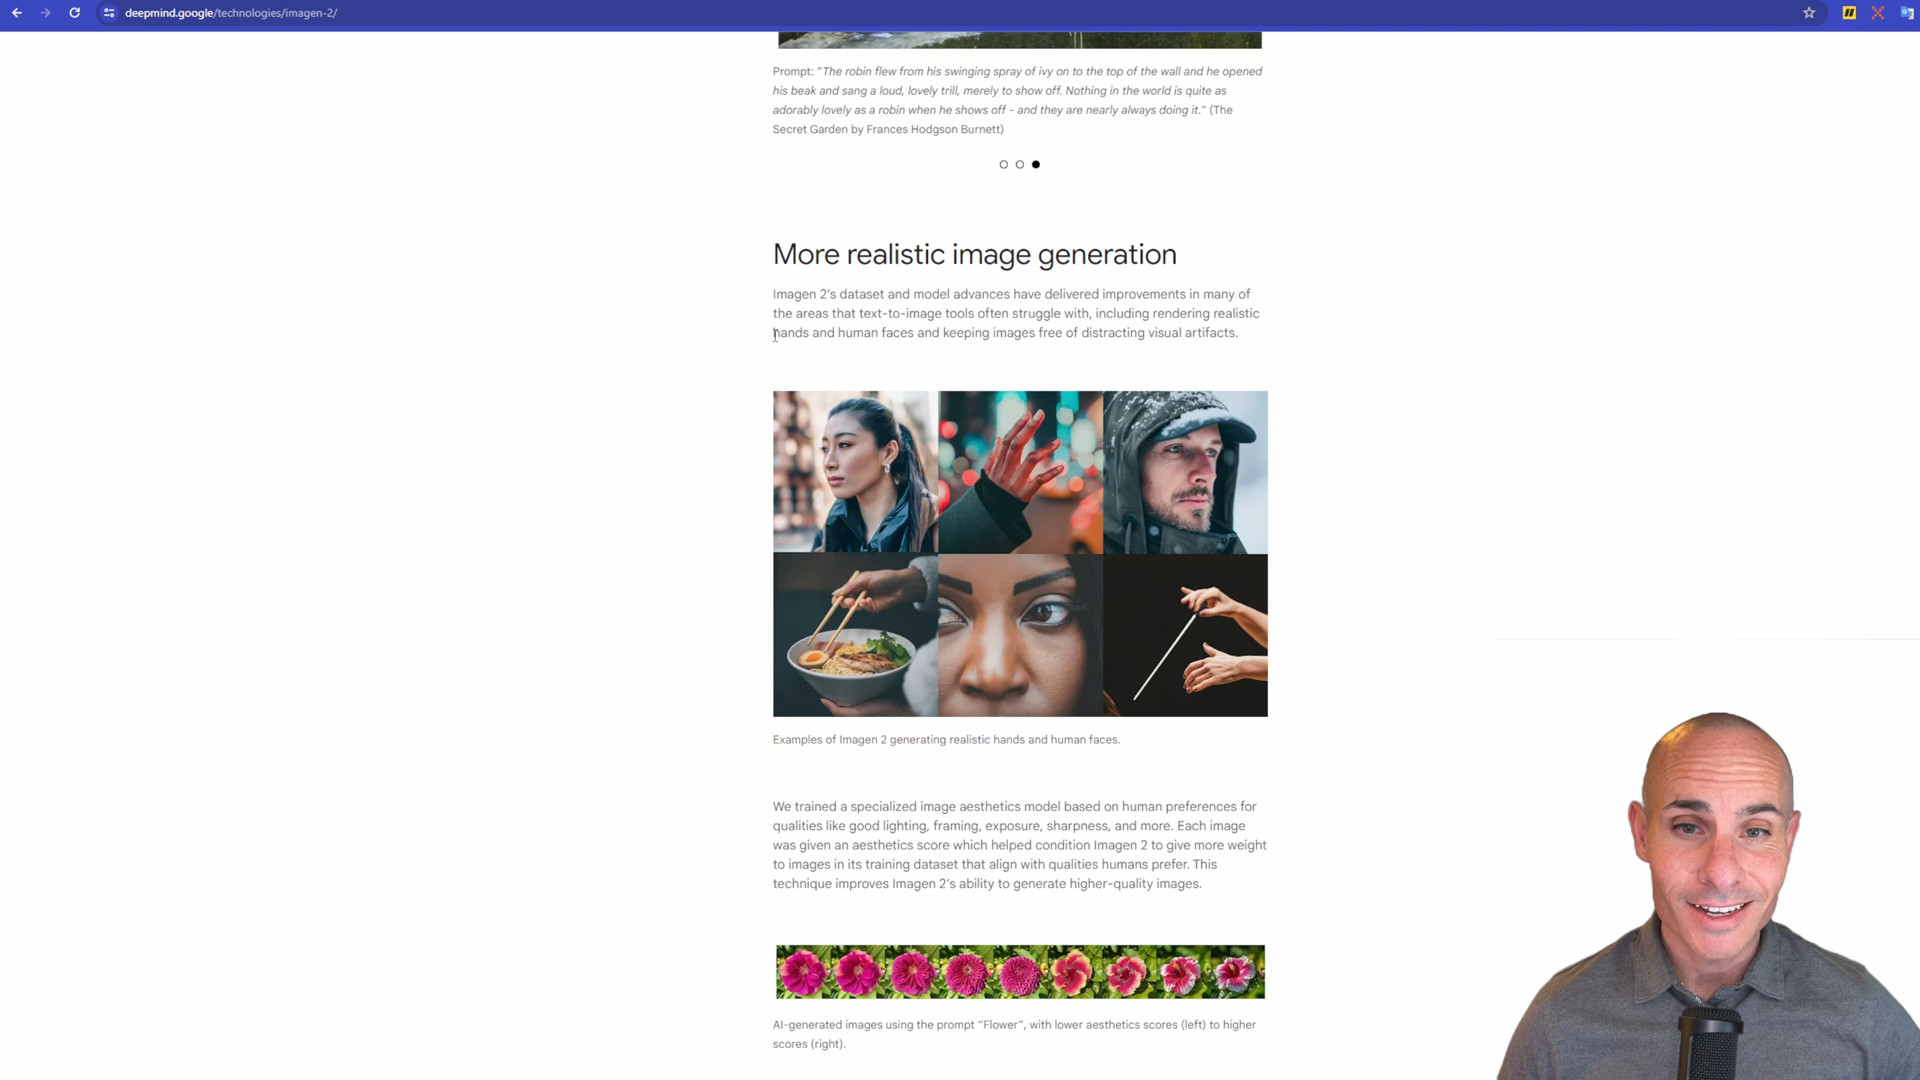 deepmind.google/technologies/imagen-2/
Prompt: "The robin flew from his swinging spray of ivy on to the top of the wall and he opened
his beak and sang a loud, lovely trill, merely to show off. Nothing in the world is quite as
adorably lovely as a robin when he shows off - and they are nearly always doing it." (The
Secret Garden by Frances Hodgson Burnett)
More realistic image generation
Imagen 2's dataset and model advances have delivered improvements in many of
the areas that text-to-image tools often struggle with, including rendering realistic
hands and human faces and keeping images free of distracting visual artifacts.
Examples of Imagen 2 generating realistic hands and human faces.
We trained a specialized image aesthetics model based on human preferences for
qualities like good lighting, framing, exposure, sharpness, and more. Each image
was given an aesthetics score which helped condition Imagen 2 to give more weight
to images in its training dataset that align with qualities humans prefer. This
technique improves Imagen 2's ability to generate higher-quality images.
AI-generated images using the prompt "Flower", with lower aesthetics scores (left) to higher
scores (right).